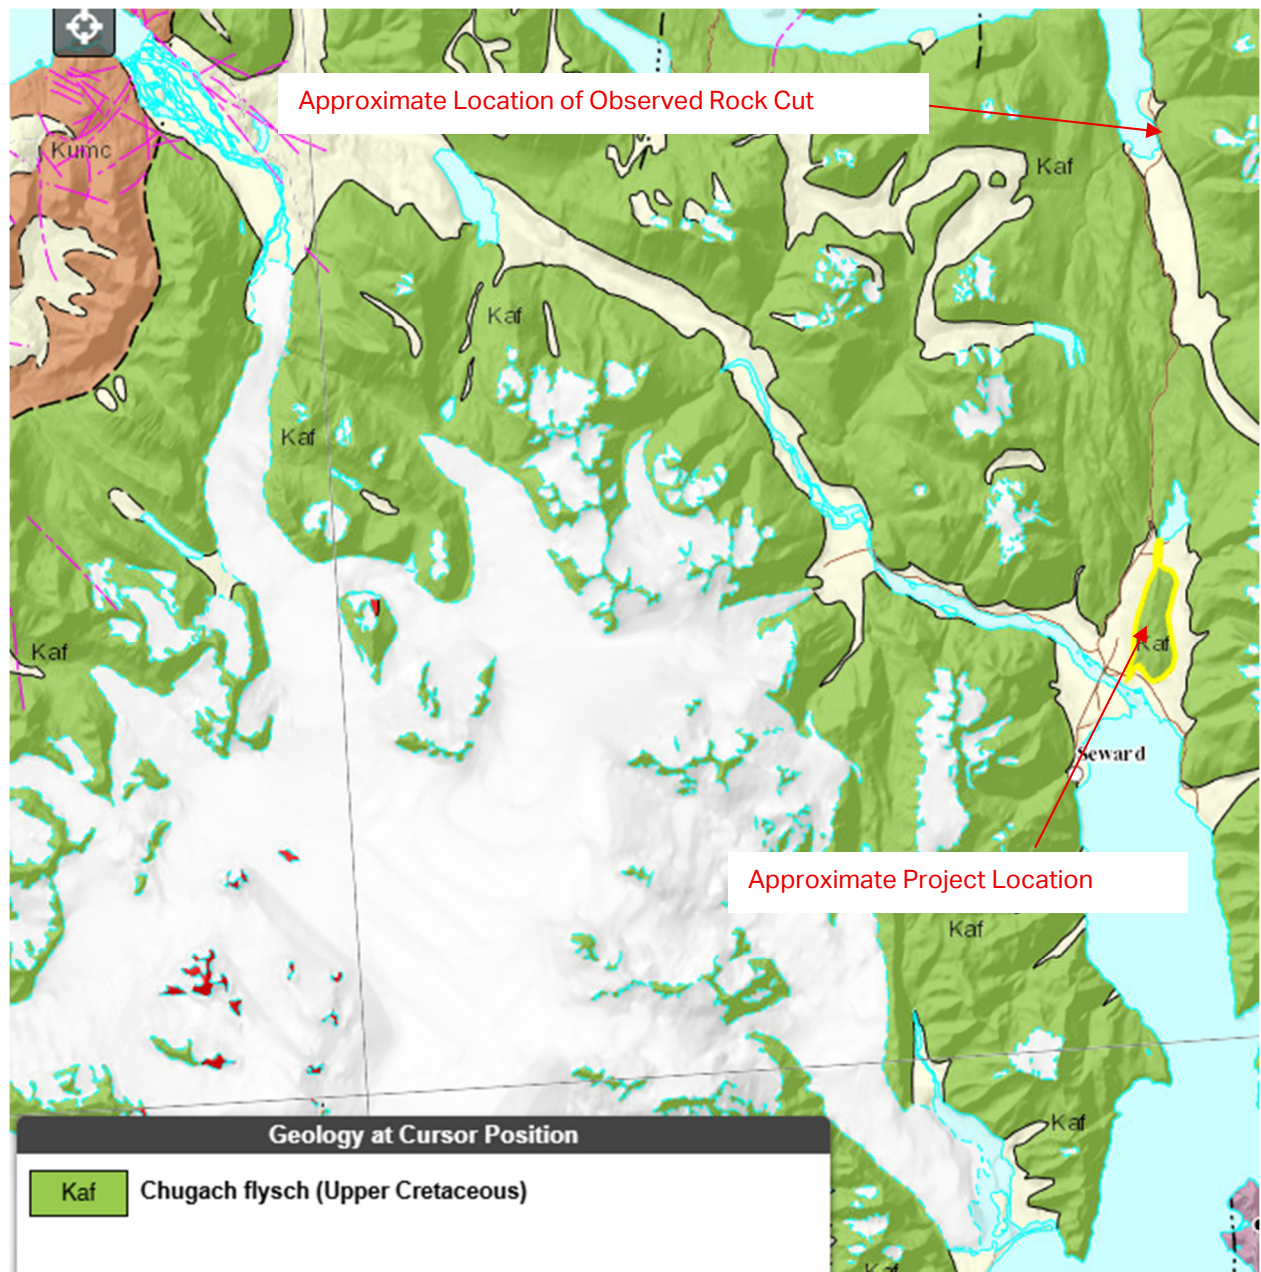 Approximate Location of Observed Rock Cut
Kumc
Kaf
Kaf
Kaf
Kaf
Kaf
Seward
Approximate Project Location
Kaf
Kaf
Geology at Cursor Position
Kaf
Chugach flysch (Upper Cretaceous)
Kaf